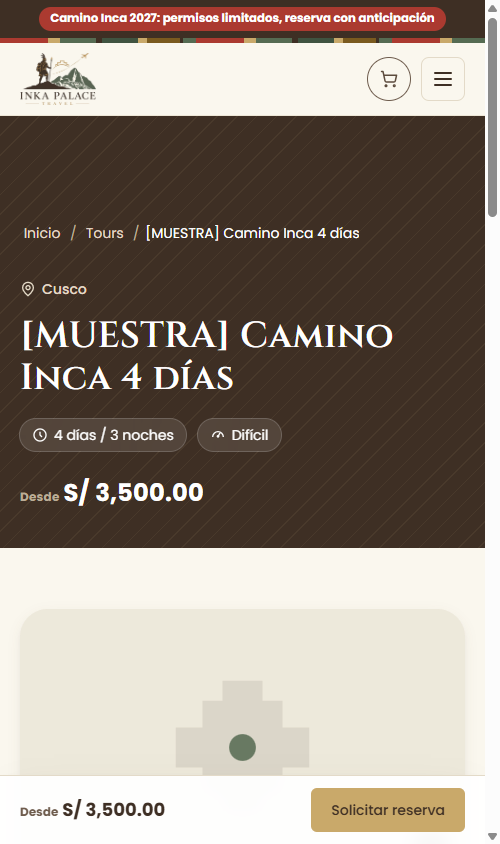 Camino Inca 2027: permisos limitados, reserva con anticipación
INKA PALACE
TRAVEL
Inicio / Tours / [MUESTRA] Camino Inca 4 días
Cusco
[MUESTRA] Camino
Inca 4 días
4 días / 3 noches
Difícil
Desde S/ 3,500.00
Desde S/ 3,500.00
Solicitar reserva